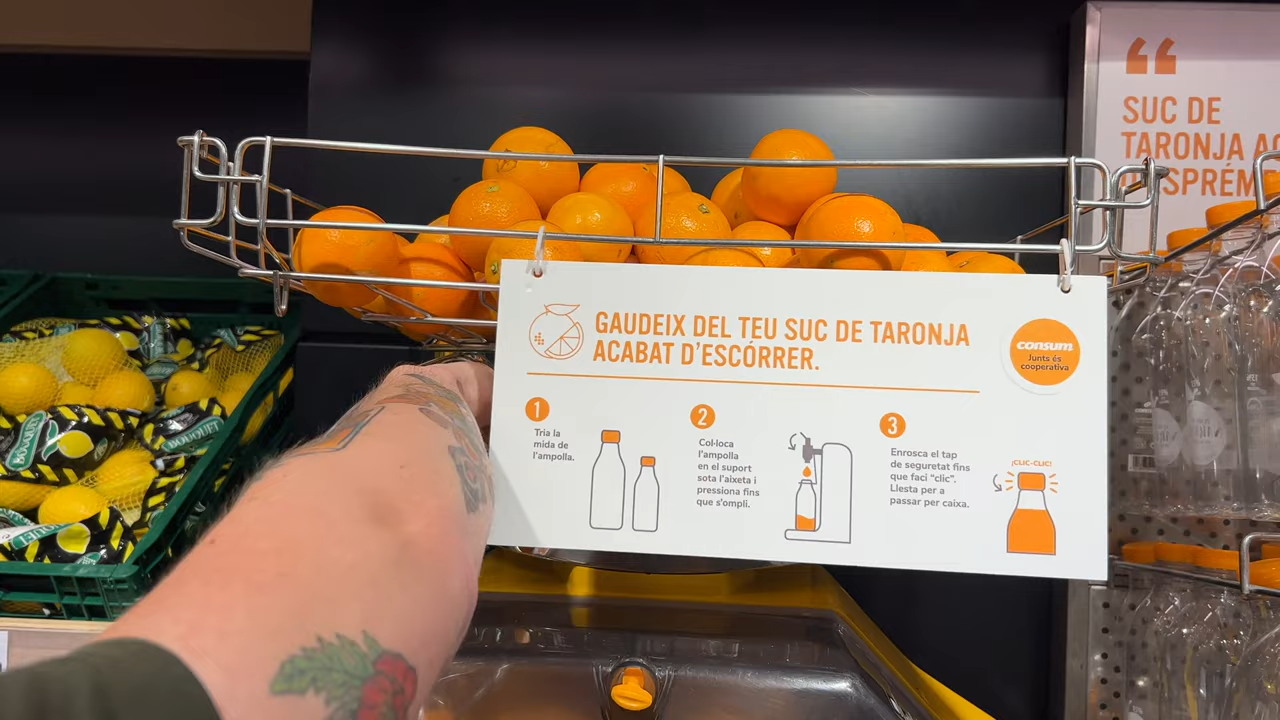 GAUDEIX DEL TEU SUC DE TARONJA
ACABAT D'ESCÓRRER.
consum
Junts és
cooperativa
1
Tria la
mida de
l'ampolla.
2
Col·loca
l'ampolla
en el suport
sota l'aixeta i
pressiona fins
que s'ompli.
3
Enrosca el tap
de seguretat fins
que faci "clic".
Llesta per a
passar per caixa.
¡CLIC-CLIC!
“
SUC DE
TARONJA
BOUQUET
BOUQUET